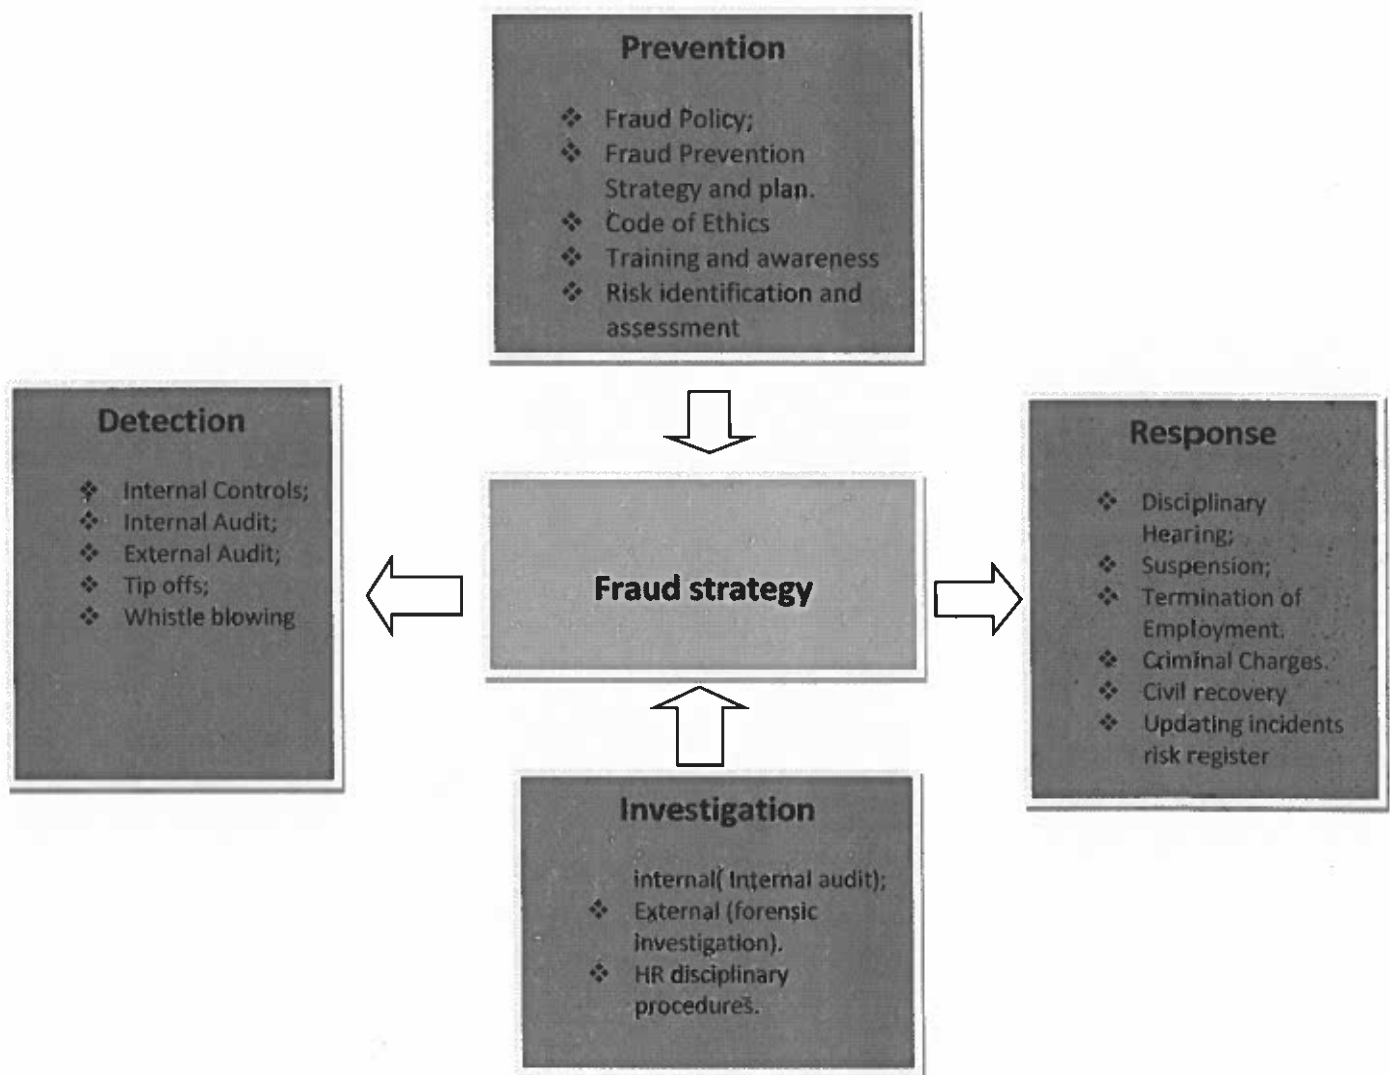 Prevention
❖ Fraud Policy;
❖ Fraud Prevention
Strategy and plan.
❖ Code of Ethics
❖ Training and awareness
❖ Risk identification and
assessment
Detection
❖ Internal Controls;
❖ Internal Audit;
❖ External Audit;
❖ Tip offs;
❖ Whistle blowing
Fraud strategy
Response
❖ Disciplinary
Hearing;
❖ Suspension;
❖ Termination of
Employment.
❖ Criminal Charges.
❖ Civil recovery
❖ Updating incidents
risk register
Investigation
internal( Internal audit);
❖ External (forensic
investigation).
❖ HR disciplinary
procedures.